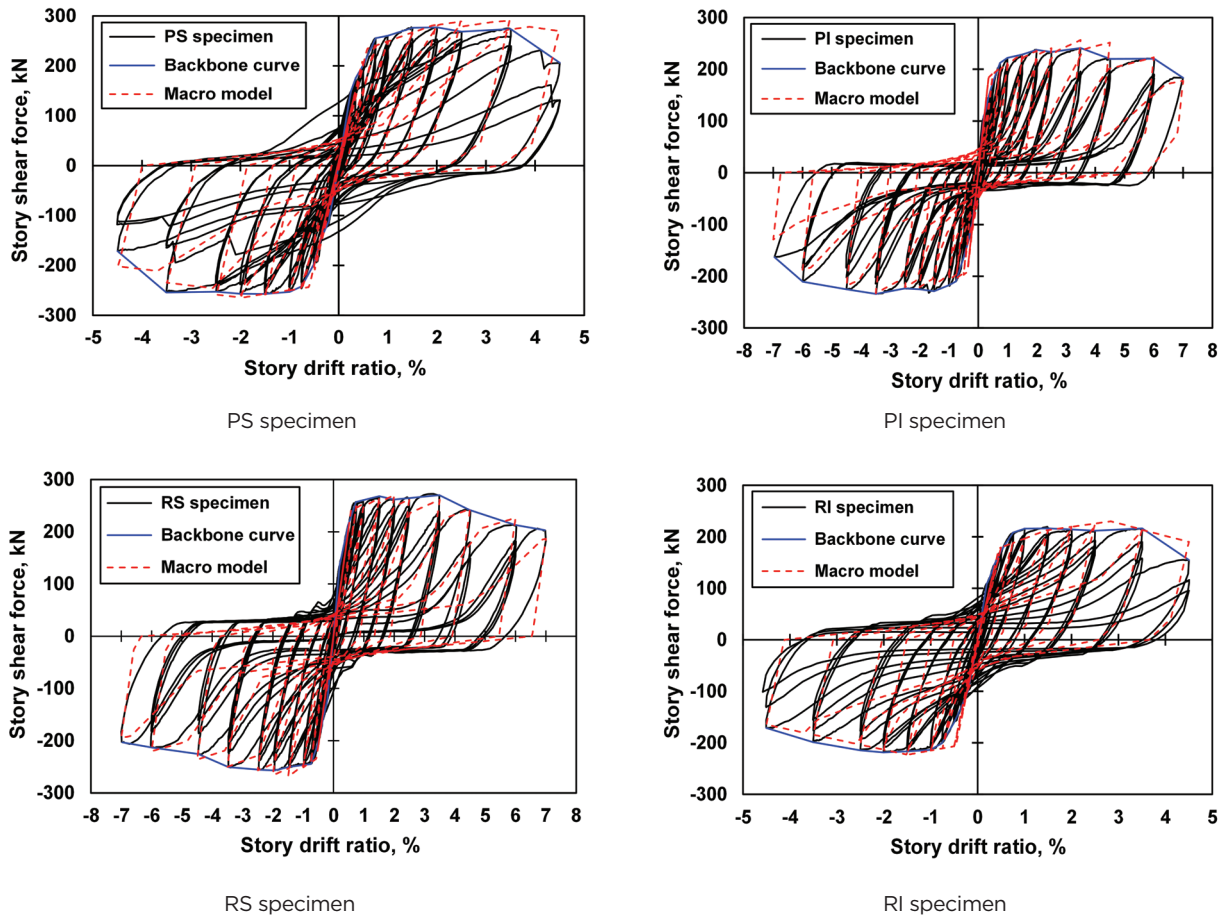 Story shear force, kN
300
200
100
0
-100
-200
-300
PS specimen
Backbone curve
Macro model
-5 -4 -3 -2 -1 0 1 2 3 4 5
Story drift ratio, %
PS specimen
Story shear force, kN
300
200
100
0
-100
-200
-300
PI specimen
Backbone curve
Macro model
-8 -7 -6 -5 -4 -3 -2 -1 0 1 2 3 4 5 6 7 8
Story drift ratio, %
PI specimen
Story shear force, kN
300
200
100
0
-100
-200
-300
RS specimen
Backbone curve
Macro model
-8 -7 -6 -5 -4 -3 -2 -1 0 1 2 3 4 5 6 7 8
Story drift ratio, %
RS specimen
Story shear force, kN
300
200
100
0
-100
-200
-300
RI specimen
Backbone curve
Macro model
-5 -4 -3 -2 -1 0 1 2 3 4 5
Story drift ratio, %
RI specimen